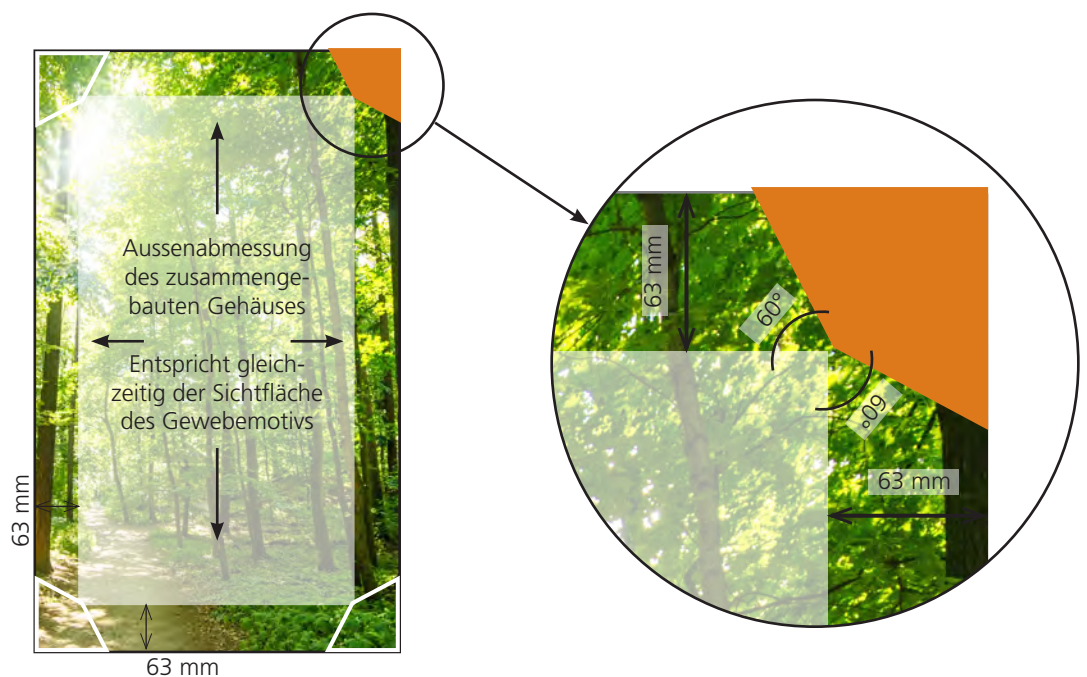 Aussenabmessung
des zusammenge-
bauten Gehäuses
Entspricht gleich-
zeitig der Sichtfläche
des Gewebemotivs
63 mm
63 mm
63 mm
60°
60°
63 mm